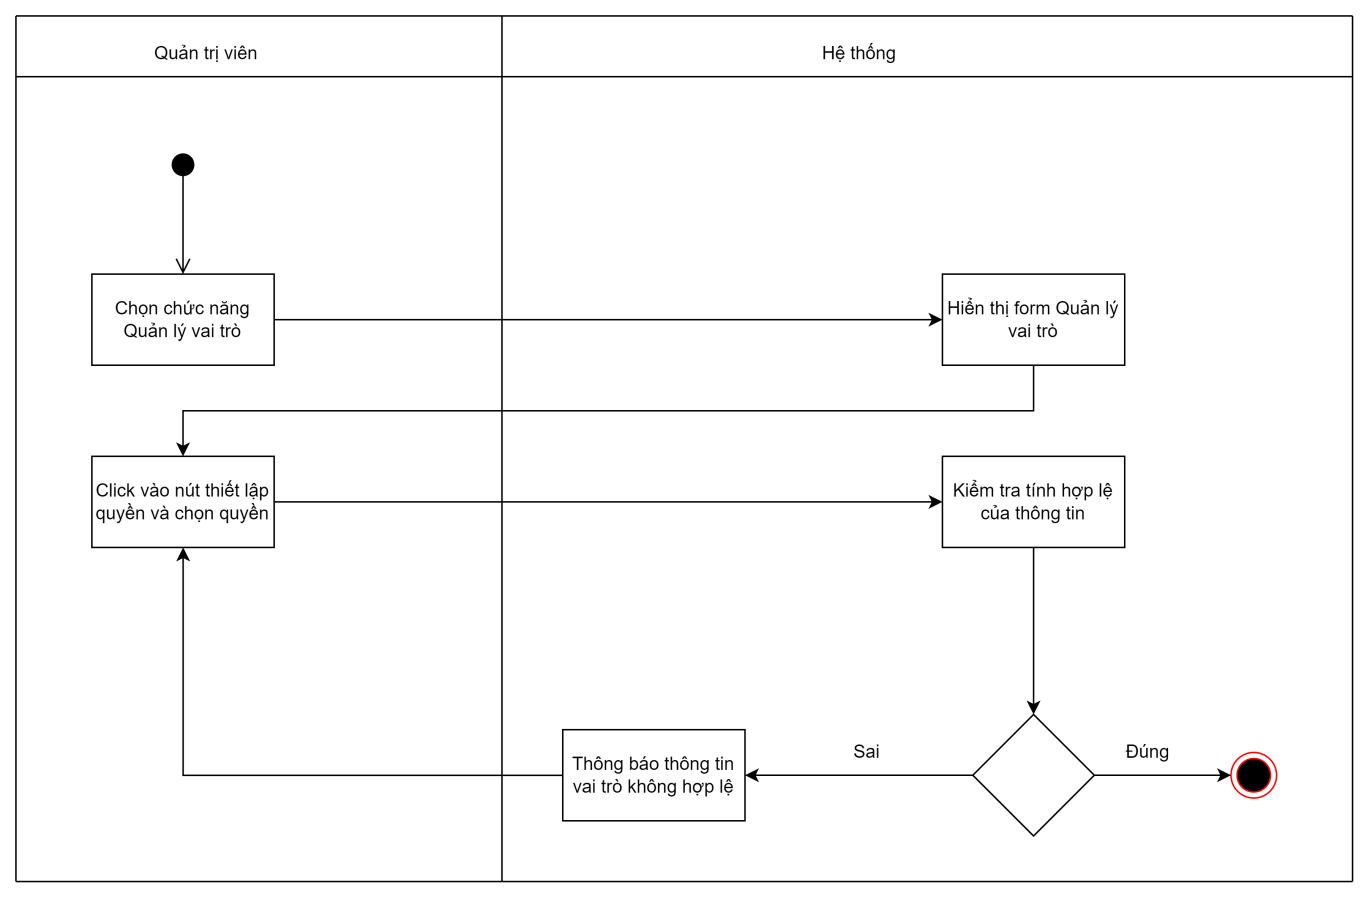 Quản trị viên
Hệ thống
Chọn chức năng
Quản lý vai trò
Hiển thị form Quản lý
vai trò
Click vào nút thiết lập
quyền và chọn quyền
Kiểm tra tính hợp lệ
của thông tin
Thông báo thông tin
vai trò không hợp lệ
Sai
Đúng